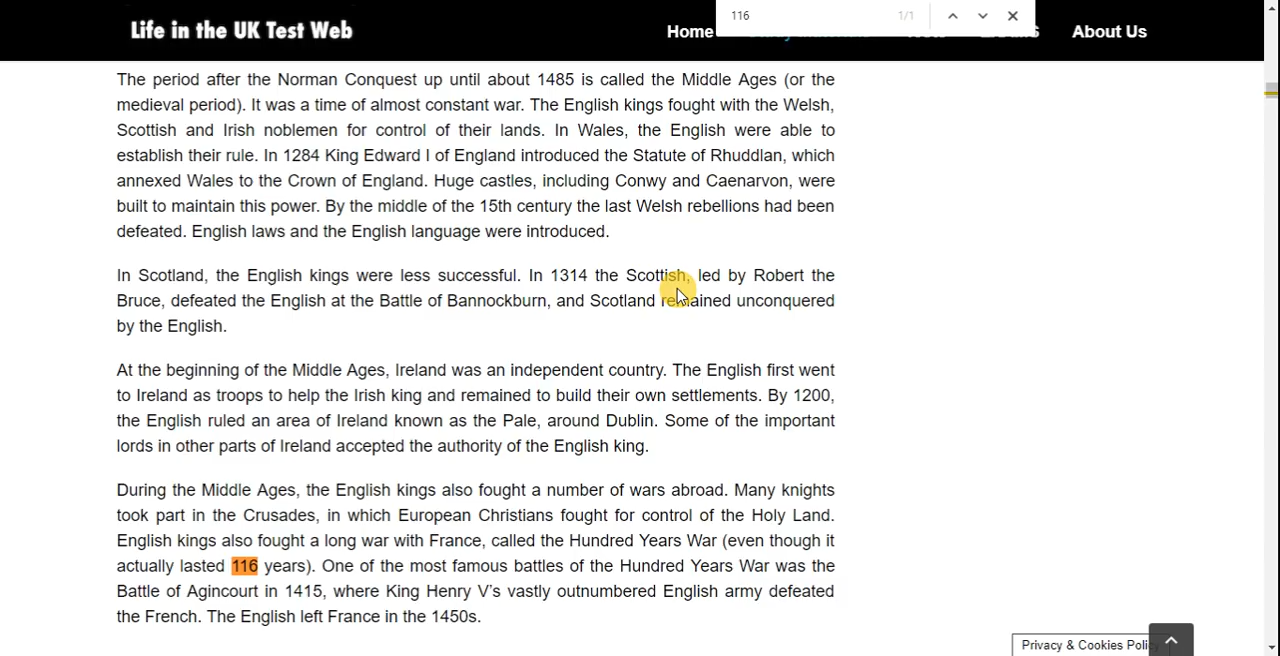 Life in the UK Test Web
116
1/1
Home
About Us
The period after the Norman Conquest up until about 1485 is called the Middle Ages (or the
medieval period). It was a time of almost constant war. The English kings fought with the Welsh,
Scottish and Irish noblemen for control of their lands. In Wales, the English were able to
establish their rule. In 1284 King Edward I of England introduced the Statute of Rhuddlan, which
annexed Wales to the Crown of England. Huge castles, including Conwy and Caenarvon, were
built to maintain this power. By the middle of the 15th century the last Welsh rebellions had been
defeated. English laws and the English language were introduced.
In Scotland, the English kings were less successful. In 1314 the Scottish, led by Robert the
Bruce, defeated the English at the Battle of Bannockburn, and Scotland remained unconquered
by the English.
At the beginning of the Middle Ages, Ireland was an independent country. The English first went
to Ireland as troops to help the Irish king and remained to build their own settlements. By 1200,
the English ruled an area of Ireland known as the Pale, around Dublin. Some of the important
lords in other parts of Ireland accepted the authority of the English king.
During the Middle Ages, the English kings also fought a number of wars abroad. Many knights
took part in the Crusades, in which European Christians fought for control of the Holy Land.
English kings also fought a long war with France, called the Hundred Years War (even though it
actually lasted 116 years). One of the most famous battles of the Hundred Years War was the
Battle of Agincourt in 1415, where King Henry V's vastly outnumbered English army defeated
the French. The English left France in the 1450s.
Privacy & Cookies Polic